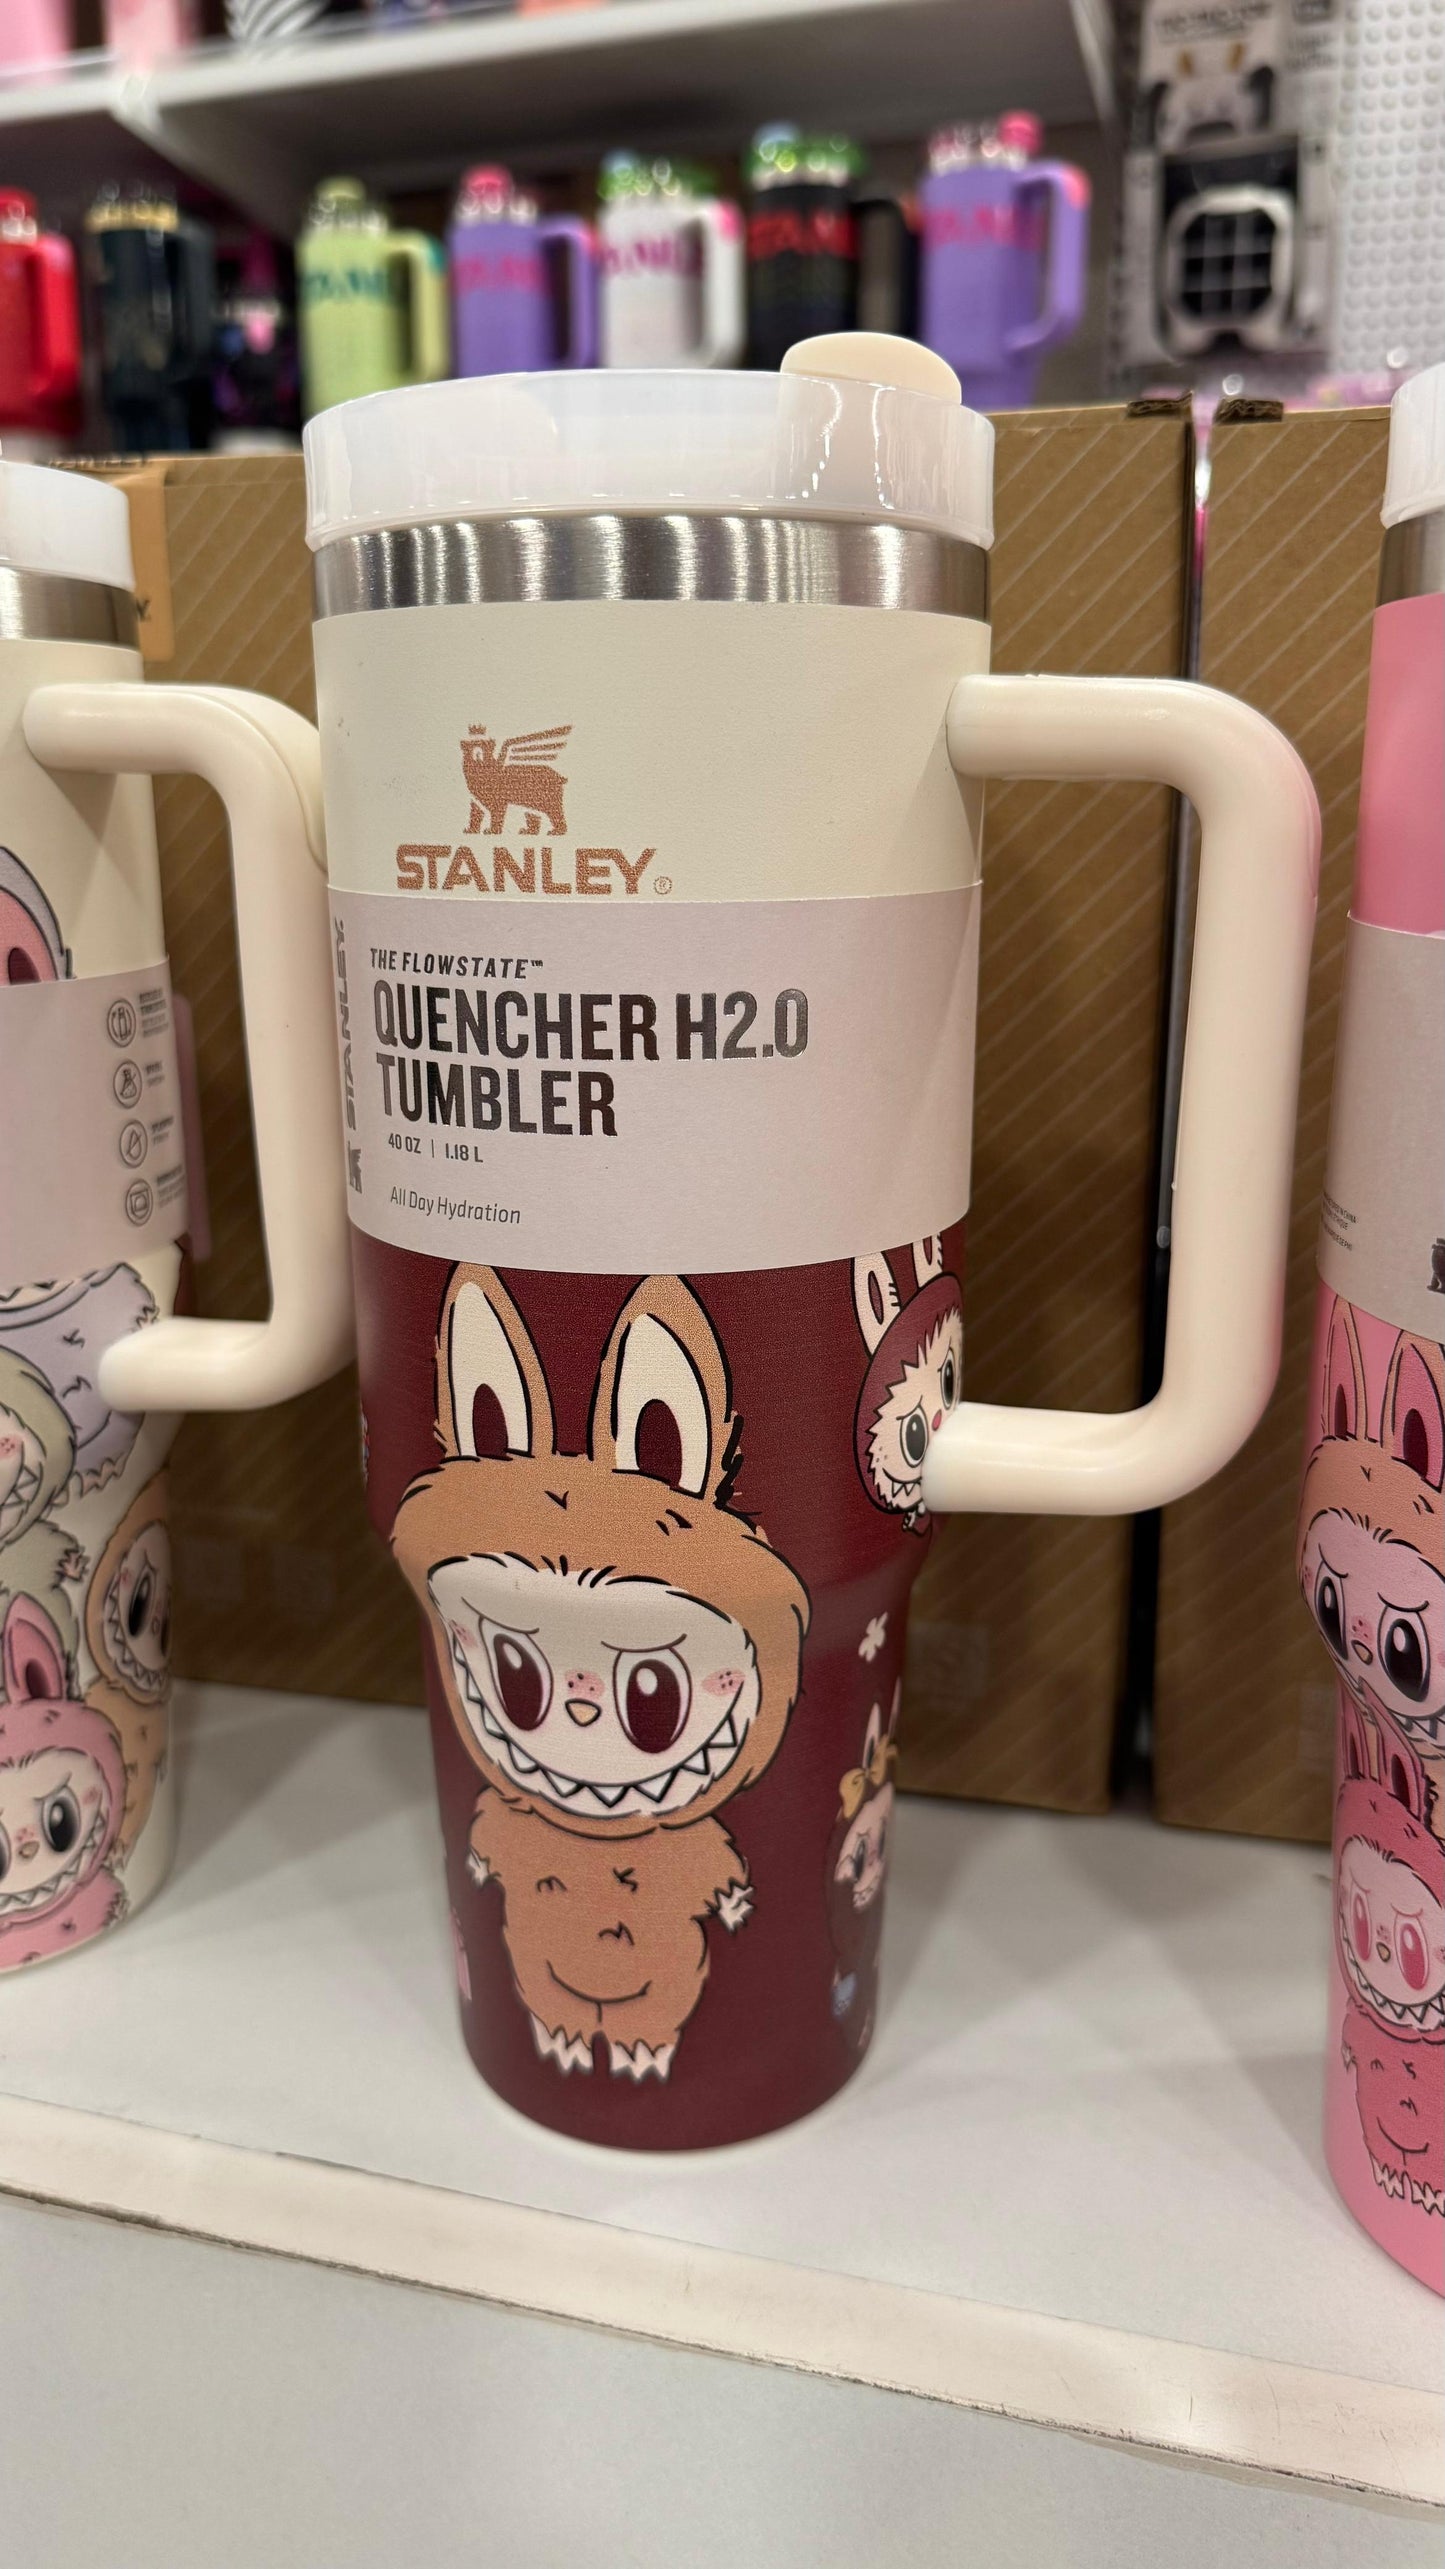 STANLEY®
STANLEY.
THE FLOWSTATE™
QUENCHER H2.0
TUMBLER
40 OZ | 1.18 L
All Day Hydration